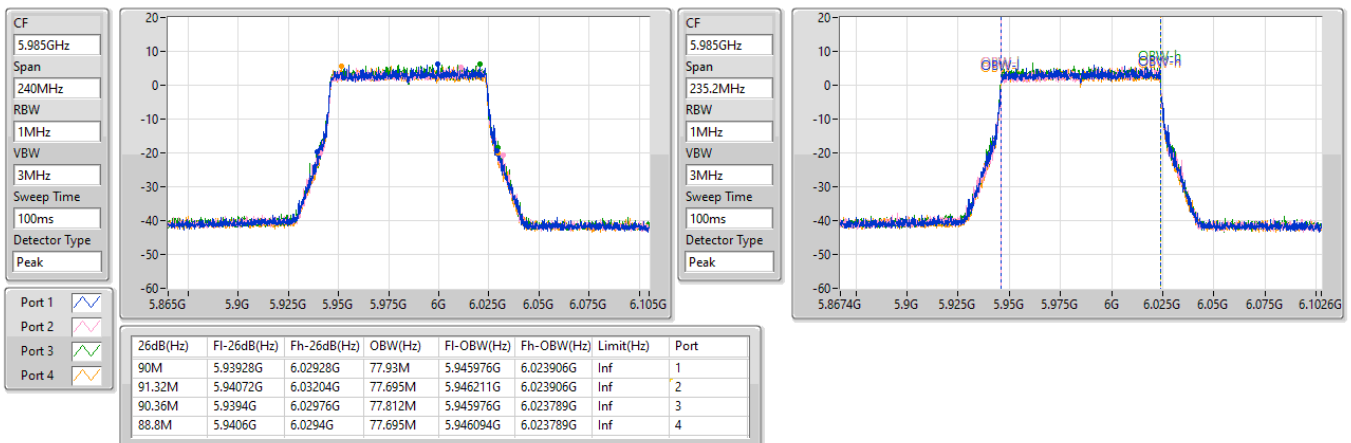 CF
5.985GHz
Span
240MHz
RBW
1MHz
VBW
3MHz
Sweep Time
100ms
Detector Type
Peak
20
10
0
-10
-20
-30
-40
-50
-60
5.865G 5.9G 5.925G 5.95G 5.975G 6G 6.025G 6.05G 6.075G 6.105G
CF
5.985GHz
Span
235.2MHz
RBW
1MHz
VBW
3MHz
Sweep Time
100ms
Detector Type
Peak
20
10
0
-10
-20
-30
-40
-50
-60
OBW-l OBW-h
5.8674G 5.9G 5.925G 5.95G 5.975G 6G 6.025G 6.05G 6.075G 6.1026G
Port 1
Port 2
Port 3
Port 4
26dB(Hz) Fl-26dB(Hz) Fh-26dB(Hz) OBW(Hz) Fl-OBW(Hz) Fh-OBW(Hz) Limit(Hz) Port
90M 5.93928G 6.02928G 77.93M 5.945976G 6.023906G Inf 1
91.32M 5.94072G 6.03204G 77.695M 5.946211G 6.023906G Inf 2
90.36M 5.9394G 6.02976G 77.812M 5.945976G 6.023789G Inf 3
88.8M 5.9406G 6.0294G 77.695M 5.946094G 6.023789G Inf 4